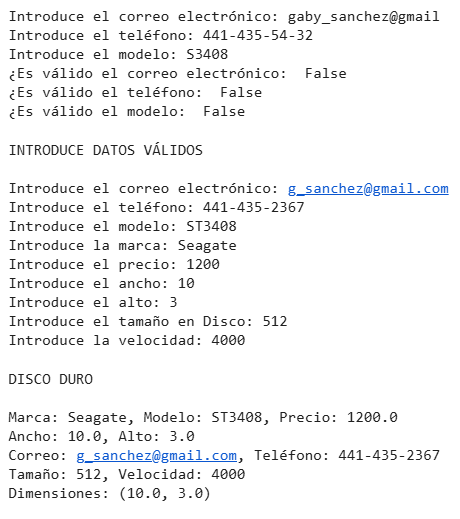 Introduce el correo electrónico: gaby_sanchez@gmail
Introduce el teléfono: 441-435-54-32
Introduce el modelo: S3408
¿Es válido el correo electrónico:  False
¿Es válido el teléfono:  False
¿Es válido el modelo:  False
INTRODUCE DATOS VÁLIDOS
Introduce el correo electrónico: g_sanchez@gmail.com
Introduce el teléfono: 441-435-2367
Introduce el modelo: ST3408
Introduce la marca: Seagate
Introduce el precio: 1200
Introduce el ancho: 10
Introduce el alto: 3
Introduce el tamaño en Disco: 512
Introduce la velocidad: 4000
DISCO DURO
Marca: Seagate, Modelo: ST3408, Precio: 1200.0
Ancho: 10.0, Alto: 3.0
Correo: g_sanchez@gmail.com, Teléfono: 441-435-2367
Tamaño: 512, Velocidad: 4000
Dimensiones: (10.0, 3.0)